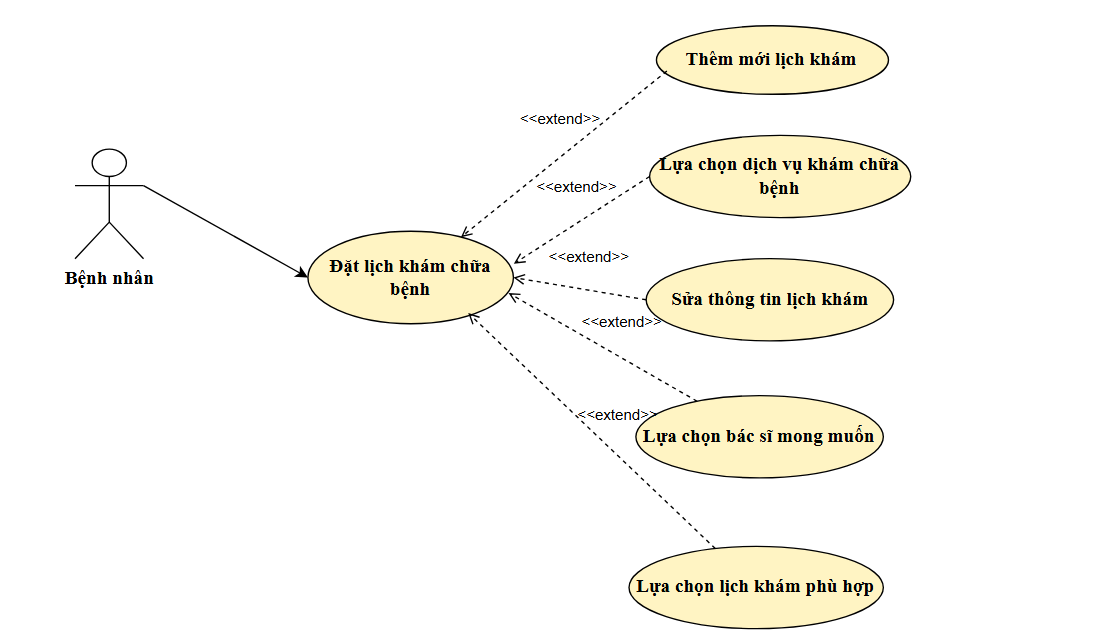 Thêm mới lịch khám
<<extend>>
Lựa chọn dịch vụ khám chữa
bệnh
<<extend>>
<<extend>>
Bệnh nhân
Đặt lịch khám chữa
bệnh
Sửa thông tin lịch khám
<<extend>>
<<extend>>
Lựa chọn bác sĩ mong muốn
Lựa chọn lịch khám phù hợp